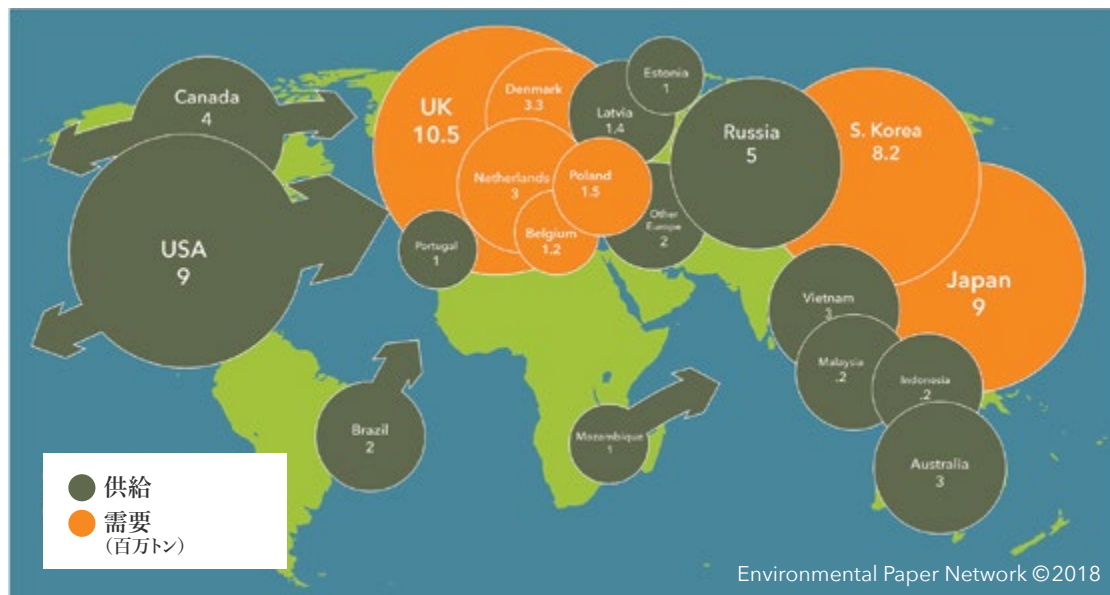 Canada
4
USA
9
Brazil
2
UK
10.5
Denmark
3.3
Netherlands
3
Poland
1.5
Belgium
1.2
Portugal
1
Latvia
1.4
Estonia
1
Other
Europe
2
Russia
5
S. Korea
8.2
Japan
9
Vietnam
3
Malaysia
.2
Indonesia
.2
Australia
3
Mozambique
1
供給
需要
（百万トン）
Environmental Paper Network ©2018